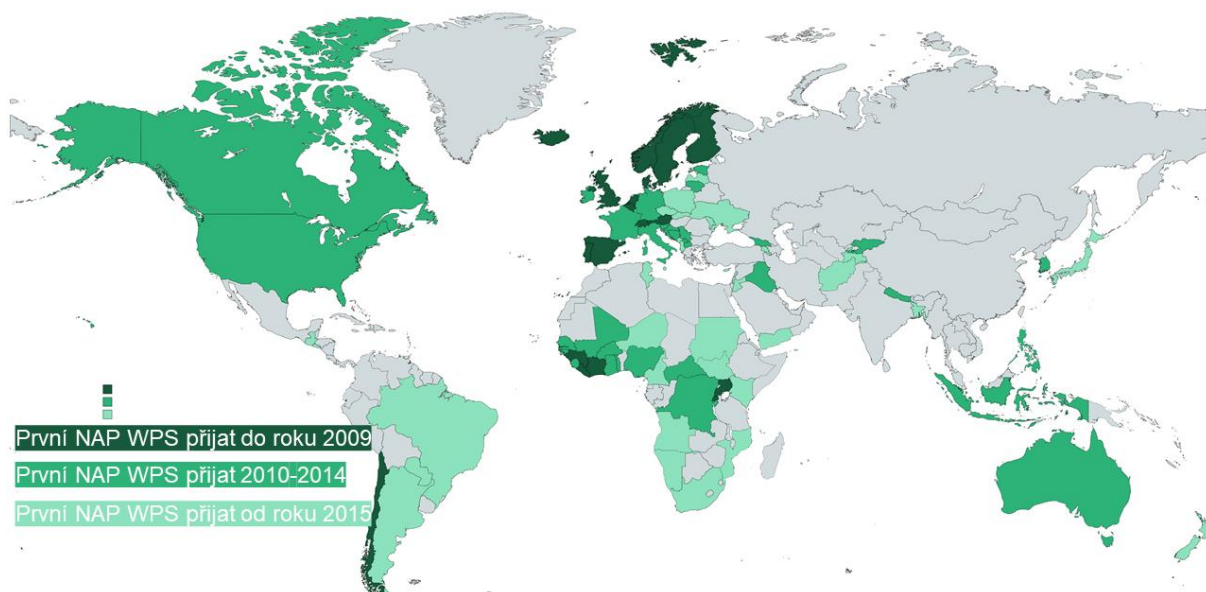 První NAP WPS přijat do roku 2009
První NAP WPS přijat 2010-2014
První NAP WPS přijat od roku 2015